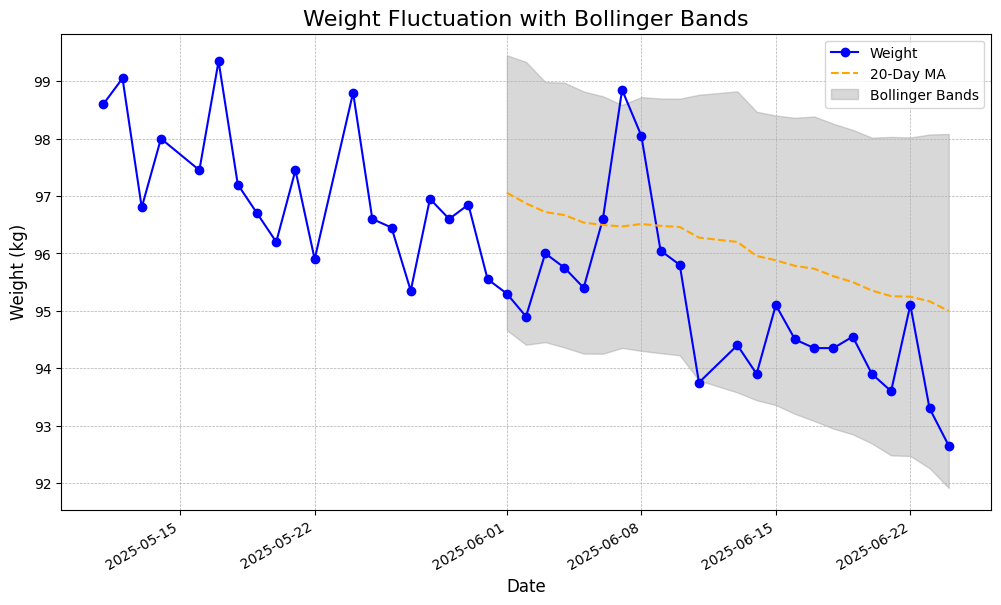 Weight Fluctuation with Bollinger Bands
Weight
20-Day MA
Bollinger Bands
Weight (kg)
99
98
97
96
95
94
93
92
2025-05-15
2025-05-22
2025-06-01
2025-06-08
2025-06-15
2025-06-22
Date